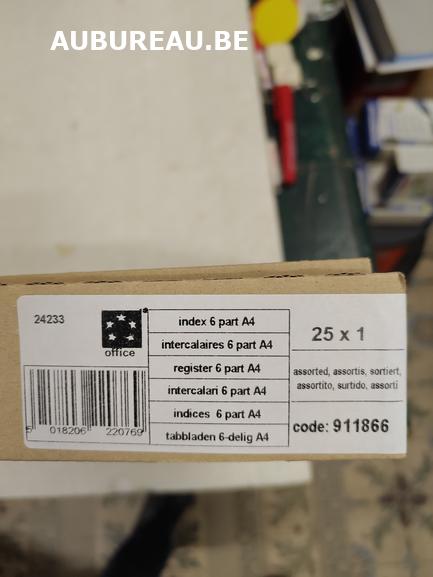 AUBUREAU.BE
24233
office
index 6 part A4
intercalaires 6 part A4
register 6 part A4
intercalari 6 part A4
indices 6 part A4
tabbladen 6-delig A4
25 x 1
assorted, assortis, sortiert,
assortito, surtido, assorti
code: 911866
5 018206 220769